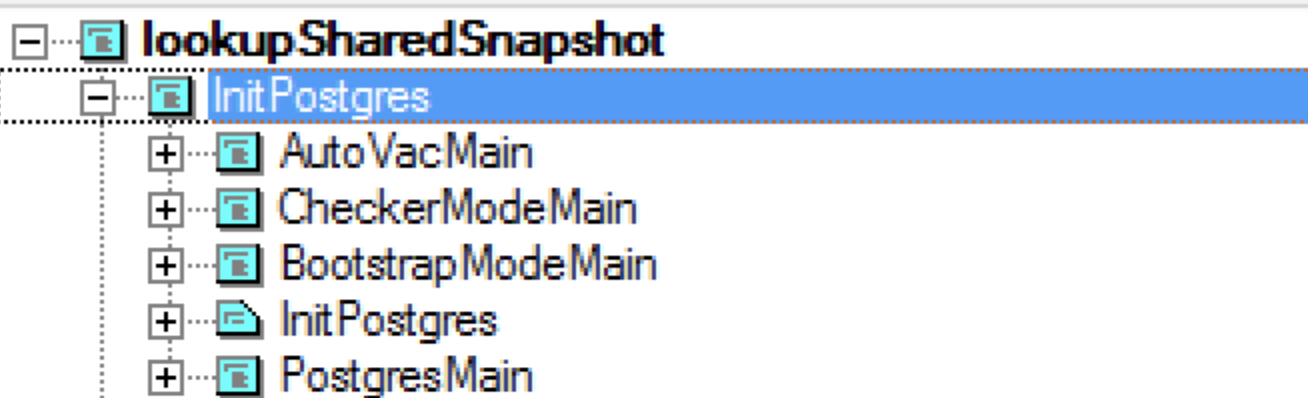 lookupSharedSnapshot
InitPostgres
AutoVacMain
CheckerModeMain
BootstrapModeMain
InitPostgres
PostgresMain